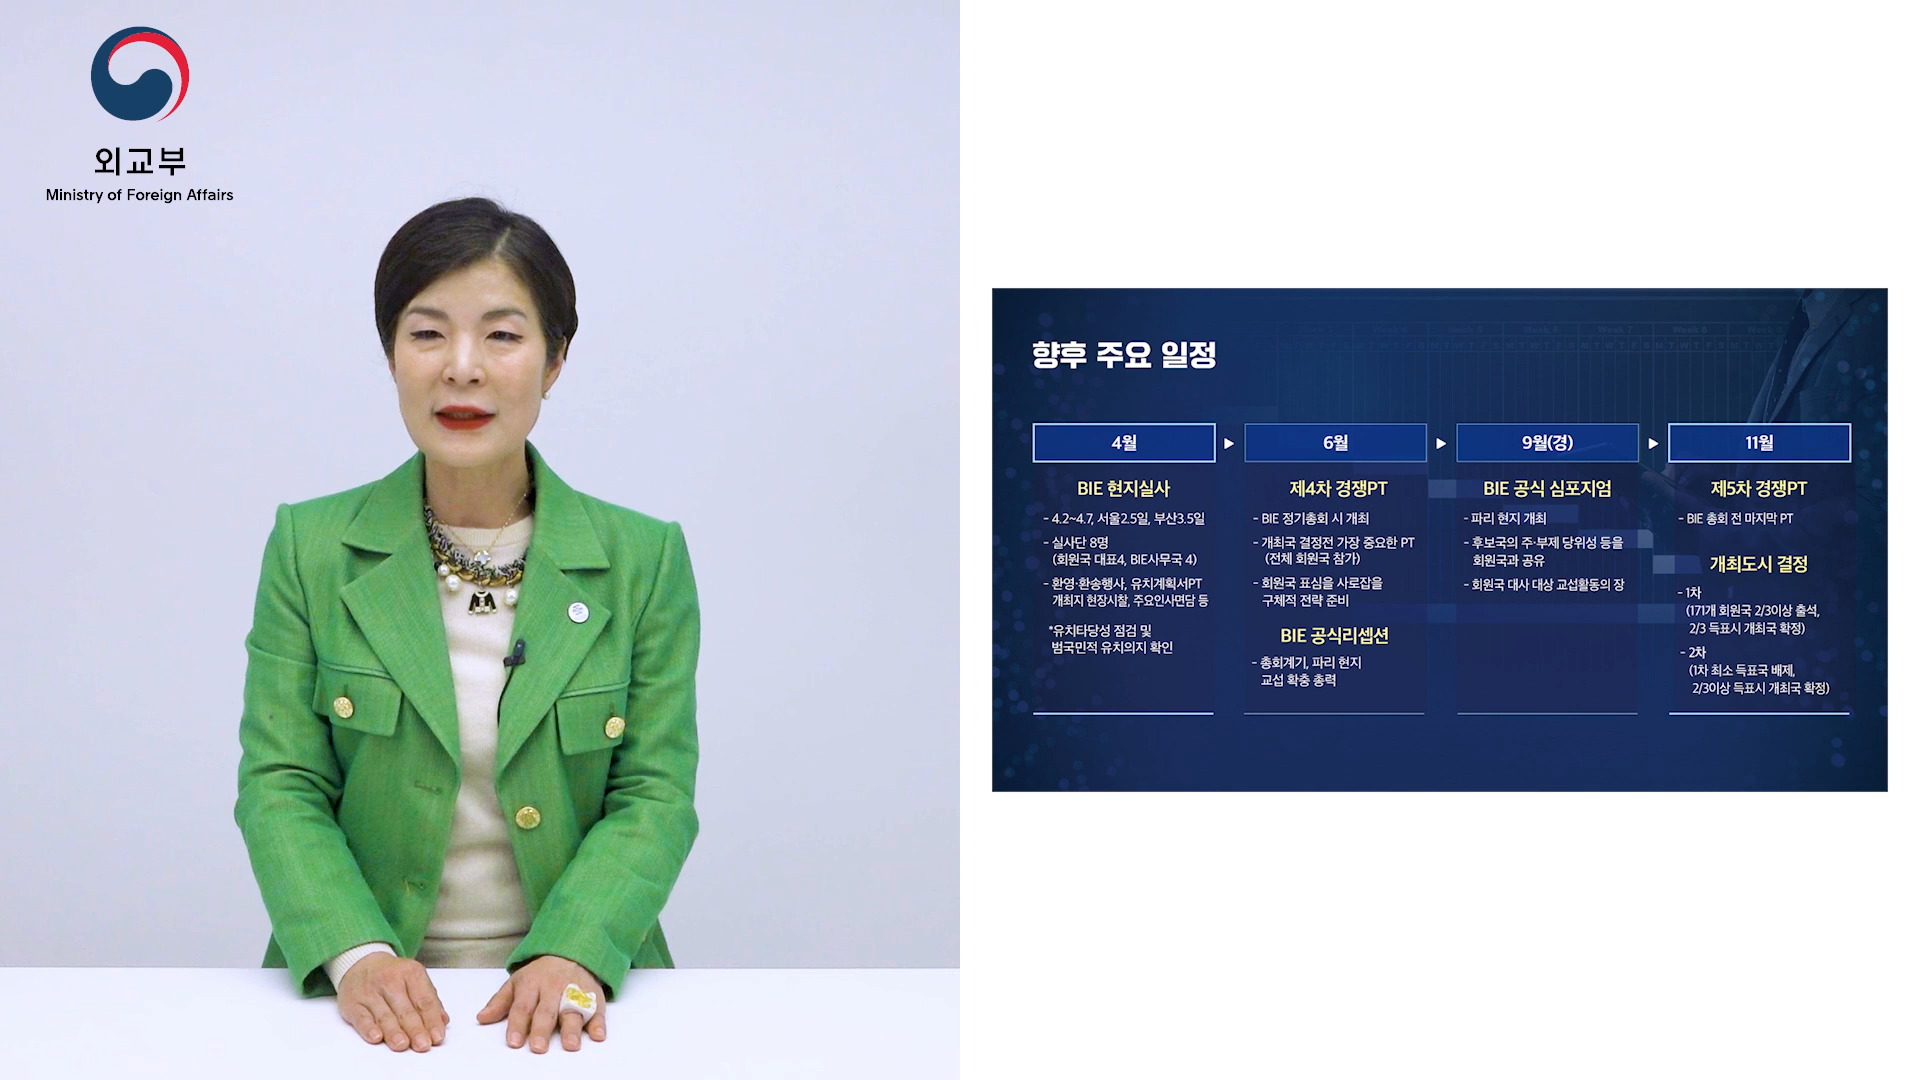 외교부
Ministry of Foreign Affairs
향후 주요 일정
4월
BIE 현지실사
- 4.2~4.7, 서울2.5일, 부산3.5일
- 실사단 8명
(회원국 대표4, BIE사무국 4)
- 환영·환송행사, 유치계획서PT
개최지 현장시찰, 주요인사면담 등
*유치타당성 점검 및
범국민적 유치의지 확인
6월
제4차 경쟁PT
- BIE 정기총회 시 개최
- 개최국 결정전 가장 중요한 PT
(전체 회원국 참가)
- 회원국 표심을 사로잡을
구체적 전략 준비
BIE 공식리셉션
- 총회계기, 파리 현지
교섭 확충 총력
9월(경)
BIE 공식 심포지엄
- 파리 현지 개최
- 후보국의 주·부제 당위성 등을
회원국과 공유
- 회원국 대사 대상 교섭활동의 장
11월
제5차 경쟁PT
- BIE 총회 전 마지막 PT
개최도시 결정
- 1차
(171개 회원국 2/3이상 출석,
2/3 득표시 개최국 확정)
- 2차
(1차 최소 득표국 배제,
2/3이상 득표시 개최국 확정)